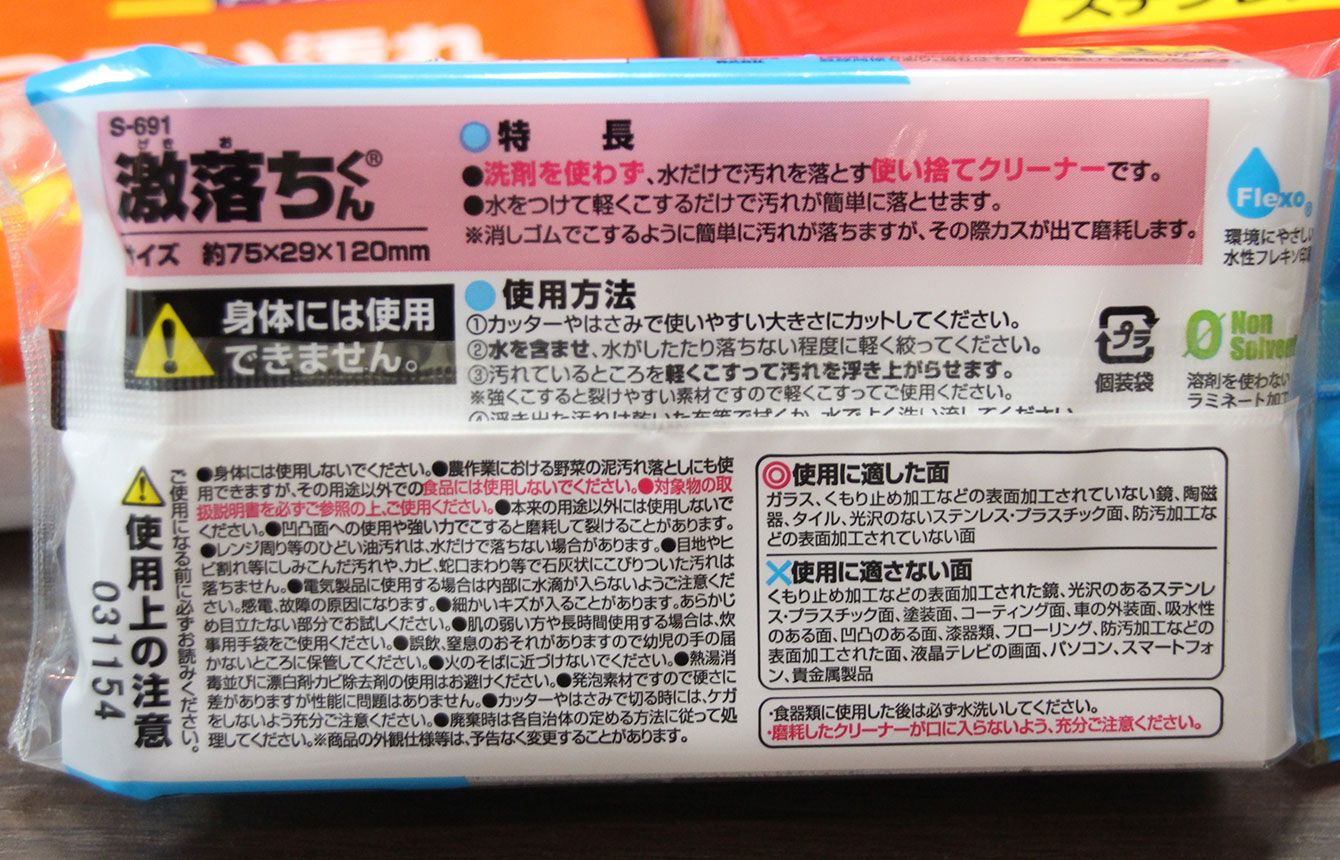 い汚れ
S-691
げきお
激落ちくん®
イズ 約75×29×120mm
特 長
●洗剤を使わず、水だけで汚れを落とす使い捨てクリーナーです。
●水をつけて軽くこするだけで汚れが簡単に落とせます。
※消しゴムでこするように簡単に汚れが落ちますが、その際カスが出て磨耗します。
Flexo
環境にやさし
水性フレキソ印
身体には使用
できません。
使用方法
①カッターやはさみで使いやすい大きさにカットしてください。
②水を含ませ、水がしたたり落ちない程度に軽く絞ってください。
③汚れているところを軽くこすって汚れを浮き上がらせます。
※強くこすると裂けやすい素材ですので軽くこすってご使用ください。
④浮き出た汚れは乾いた布等で拭くか、水でよく洗い流してください
プラ
個装袋
Non
Solve
溶剤を使わない
ラミネート加工
使用上の注意
ご使用になる前に必ずお読みください。
031154
●身体には使用しないでください。●農作業における野菜の泥汚れ落としにも使
用できますが、その用途以外での食品には使用しないでください。●対象物の取
扱説明書を必ずご参照の上、ご使用ください。●本来の用途以外には使用しないで
ください。●凹凸面への使用や強い力でこすると磨耗して裂けることがあります。
●レンジ周り等のひどい油汚れは、水だけで落ちない場合があります。●目地やヒ
ビ割れ等にしみこんだ汚れや、カビ、蛇口まわり等で石灰状にこびりついた汚れは
落ちません。●電気製品に使用する場合は内部に水滴が入らないようご注意くだ
さい。感電、故障の原因になります。●細かいキズが入ることがあります。あらかじ
め目立たない部分でお試しください。●肌の弱い方や長時間使用する場合は、炊
事用手袋をご使用ください。●誤飲、窒息のおそれがありますので幼児の手の届
かないところに保管してください。●火のそばに近づけないでください。●熱湯消
毒並びに漂白剤・カビ除去剤の使用はお避けください。●発泡素材ですので硬さに
差がありますが性能に問題はありません。●カッターやはさみで切る時には、ケガ
をしないよう充分ご注意ください。●廃棄時は各自治体の定める方法に従って処
理してください。※商品の外観仕様等は、予告なく変更することがあります。
◎使用に適した面
ガラス、くもり止め加工などの表面加工されていない鏡、陶磁
器、タイル、光沢のないステンレス・プラスチック面、防汚加工な
どの表面加工されていない面
×使用に適さない面
くもり止め加工などの表面加工された鏡、光沢のあるステンレ
ス・プラスチック面、塗装面、コーティング面、車の外装面、吸水性
のある面、凹凸のある面、漆器類、フローリング、防汚加工などの
表面加工された面、液晶テレビの画面、パソコン、スマートフォ
ン、貴金属製品
・食器類に使用した後は必ず水洗いしてください。
・磨耗したクリーナーが口に入らないよう、充分ご注意ください。